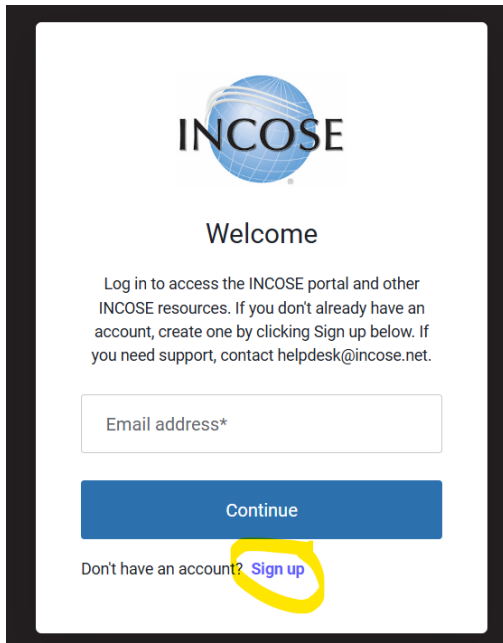 INCOSE
®
Welcome
Log in to access the INCOSE portal and other
INCOSE resources. If you don't already have an
account, create one by clicking Sign up below. If
you need support, contact helpdesk@incose.net.
Email address*
Continue
Don't have an account? Sign up